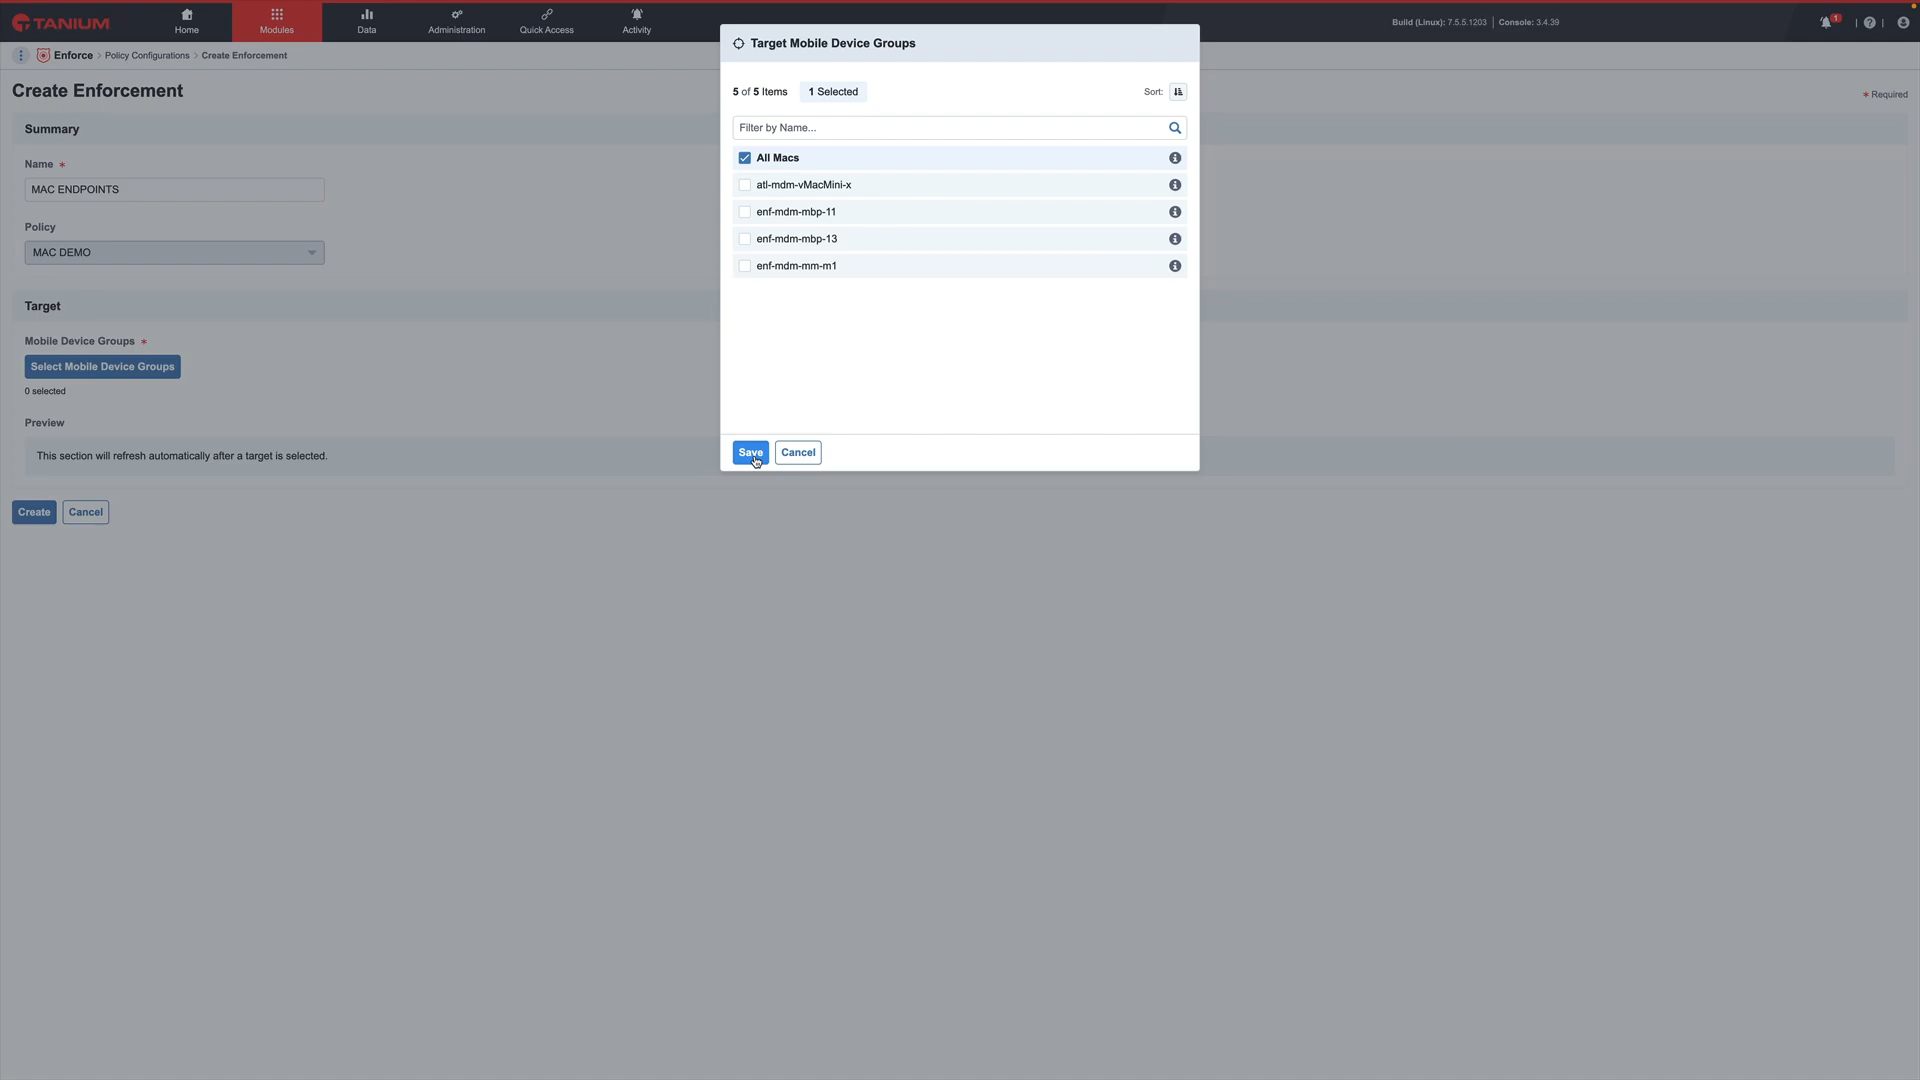 TANIUM
Home
Modules
Data
Administration
Quick Access
Activity
Build (Linux): 7.5.5.1203 | Console: 3.4.39
1
Enforce > Policy Configurations > Create Enforcement
Create Enforcement
* Required
Summary
Name *
MAC ENDPOINTS
Policy
MAC DEMO
Target
Mobile Device Groups *
Select Mobile Device Groups
0 selected
Preview
This section will refresh automatically after a target is selected.
Create
Cancel
Target Mobile Device Groups
5 of 5 Items
1 Selected
Sort:
Filter by Name...
All Macs
atl-mdm-vMacMini-x
enf-mdm-mbp-11
enf-mdm-mbp-13
enf-mdm-mm-m1
Save
Cancel